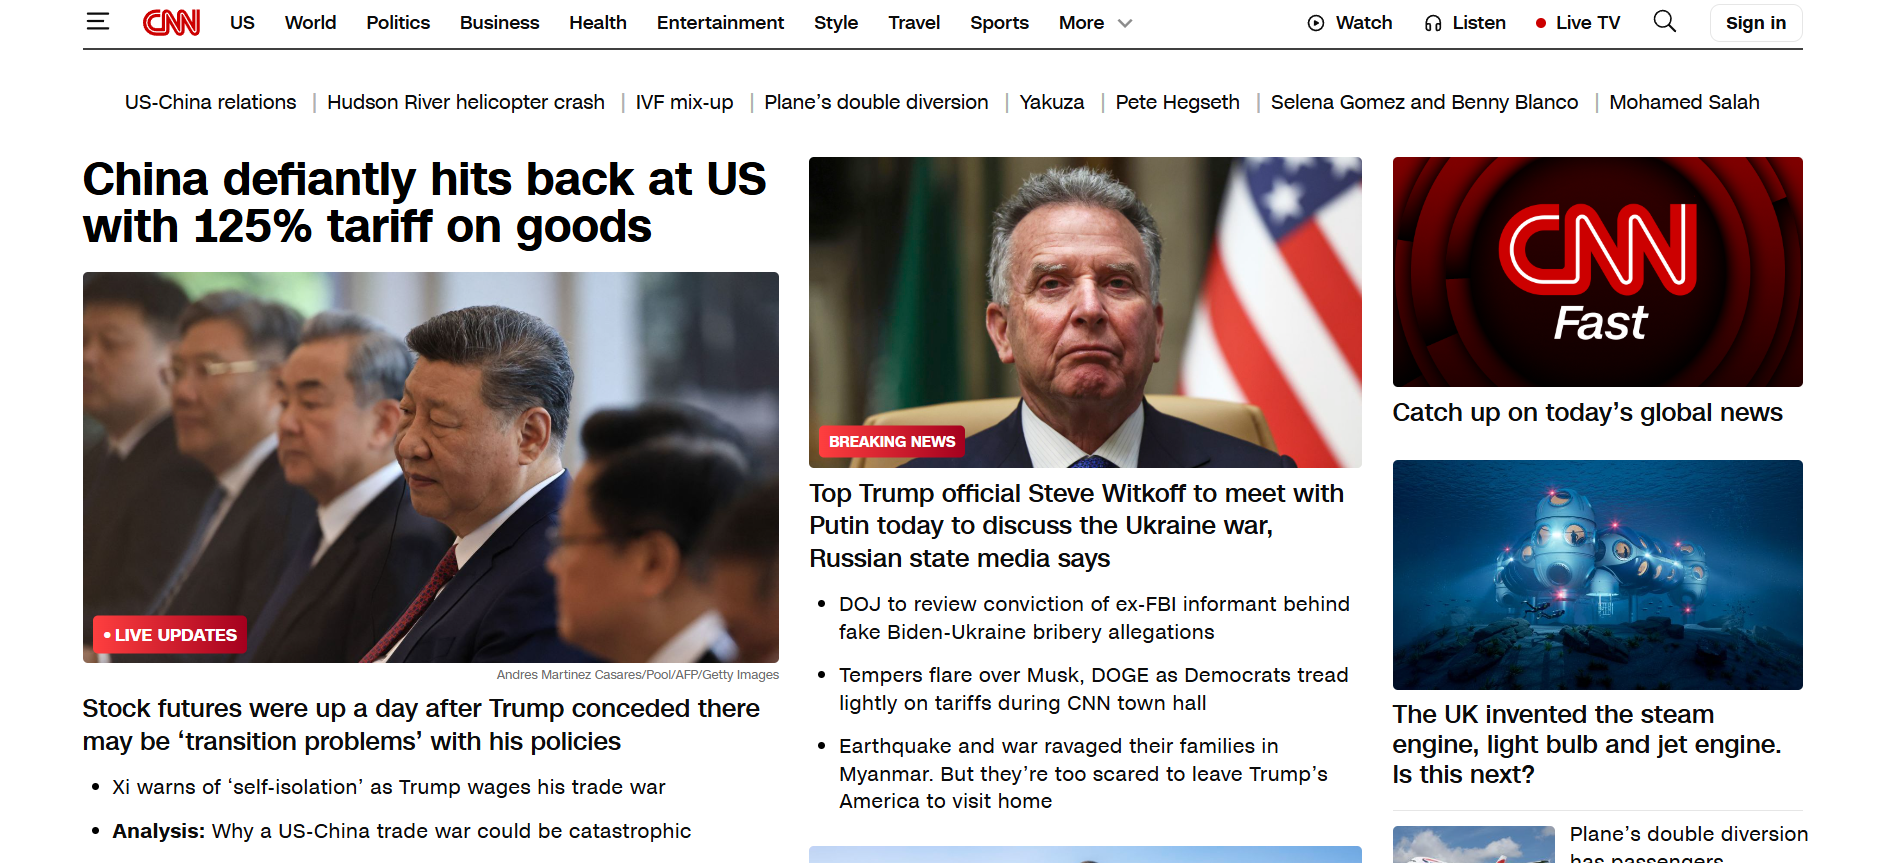 CNN
US World Politics Business Health Entertainment Style Travel Sports More
Watch Listen Live TV Sign in
US-China relations | Hudson River helicopter crash | IVF mix-up | Plane’s double diversion | Yakuza | Pete Hegseth | Selena Gomez and Benny Blanco | Mohamed Salah
China defiantly hits back at US
with 125% tariff on goods
• LIVE UPDATES
Andres Martinez Casares/Pool/AFP/Getty Images
Stock futures were up a day after Trump conceded there
may be ‘transition problems’ with his policies
• Xi warns of ‘self-isolation’ as Trump wages his trade war
• Analysis: Why a US-China trade war could be catastrophic
BREAKING NEWS
Top Trump official Steve Witkoff to meet with
Putin today to discuss the Ukraine war,
Russian state media says
• DOJ to review conviction of ex-FBI informant behind
fake Biden-Ukraine bribery allegations
• Tempers flare over Musk, DOGE as Democrats tread
lightly on tariffs during CNN town hall
• Earthquake and war ravaged their families in
Myanmar. But they’re too scared to leave Trump’s
America to visit home
CNN
Fast
Catch up on today’s global news
The UK invented the steam
engine, light bulb and jet engine.
Is this next?
Plane’s double diversion
has passengers